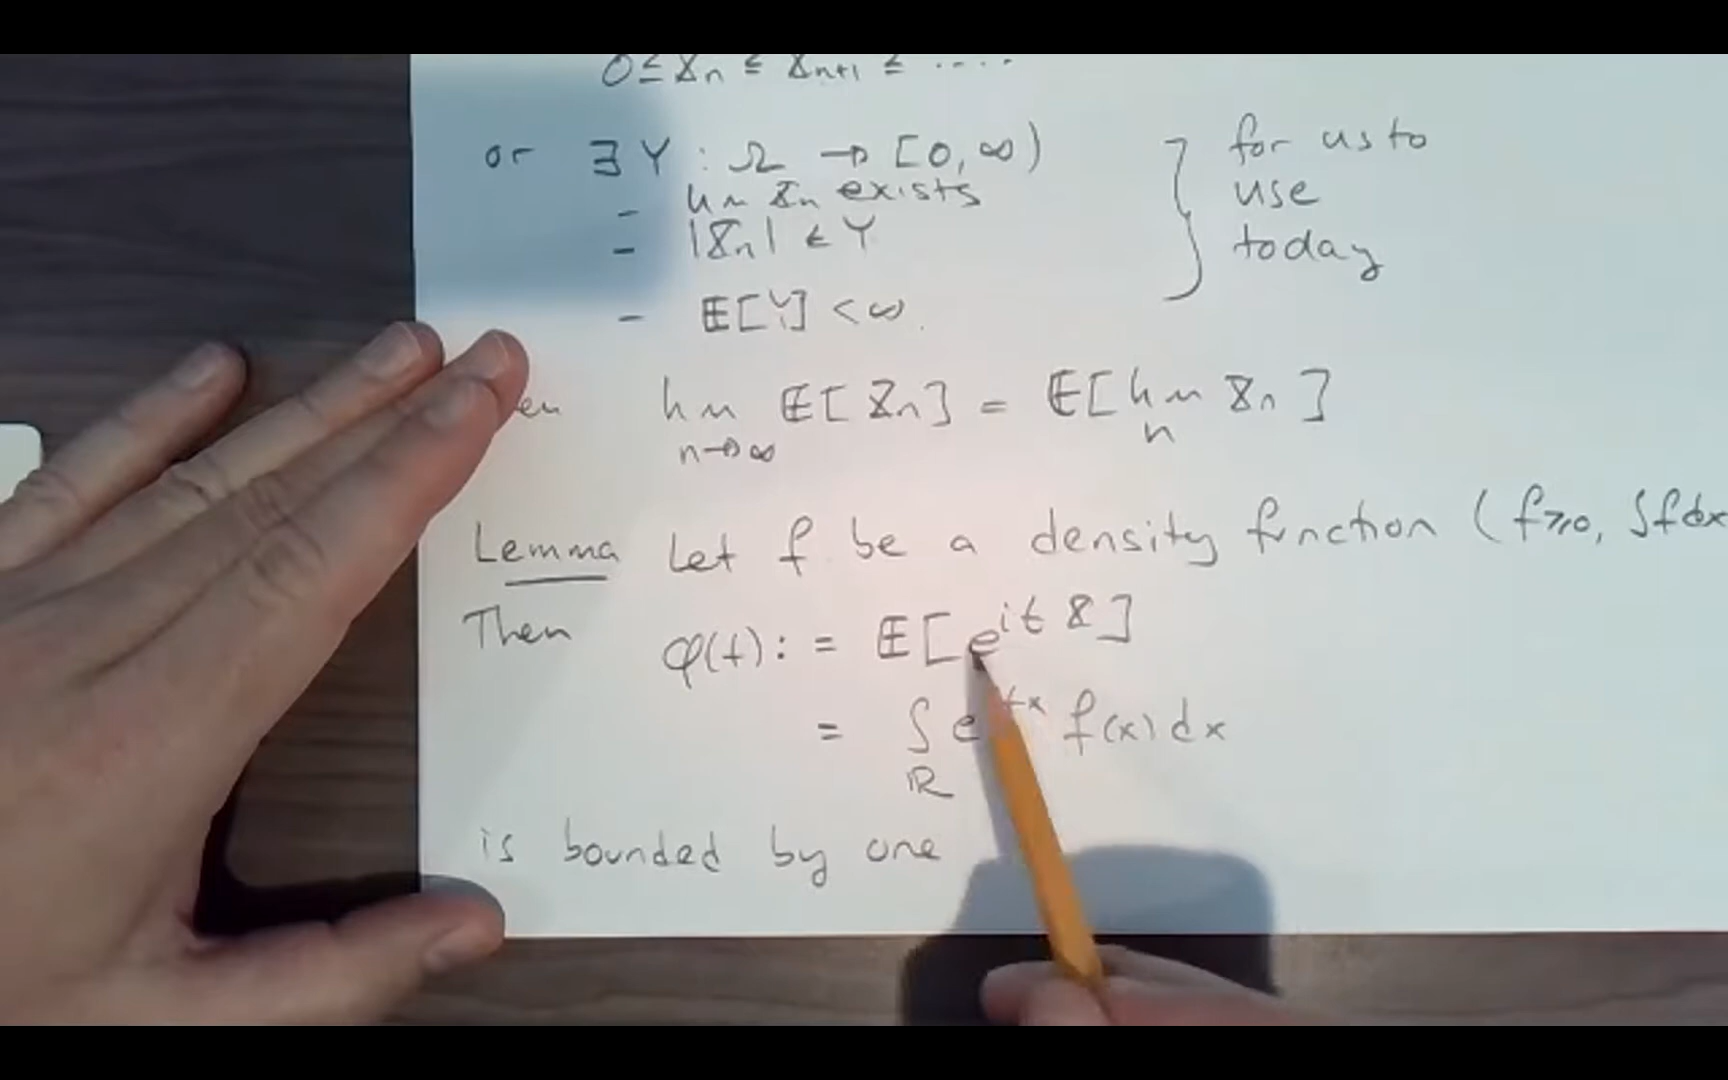 0 ≤ X_n ≤ X_{n+1} ≤ ....
or ∃ Y : Ω → [0, ∞) } for us to
- lim X_n exists use
- |X_n| ≤ Y today
- E[Y] < ∞.
lim_{n→∞} E[X_n] = E[lim_n X_n]
Lemma Let f be a density function (f ≥ 0, ∫f dx
Then φ(t) := E[e^{itX}]
= ∫_ℝ e f(x) dx
is bounded by one